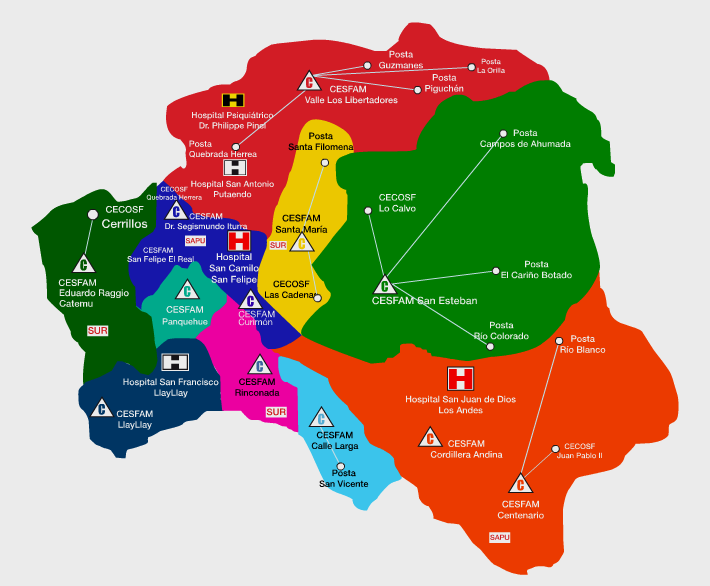 Posta
Guzmanes
Posta
La Orilla
Posta
Piguchén
C
CESFAM
Valle Los Libertadores
H
Hospital Psiquiátrico
Dr. Philippe Pinel
Posta
Quebrada Herrea
H
Hospital San Antonio
Putaendo
Posta
Santa Filomena
Posta
Campos de Ahumada
CECOSF
Quebrada Herrera
C
CESFAM
Dr. Segismundo Iturra
CECOSF
Cerrillos
CECOSF
Lo Calvo
CESFAM
Santa María
C
SUR
SAPU
H
Hospital
San Camilo
San Felipe
CESFAM
San Felipe El Real
C
CESFAM
Eduardo Raggio
Catemu
SUR
C
CESFAM
Panquehue
C
CESFAM
Curimón
CECOSF
Las Cadenas
C
CESFAM San Esteban
Posta
El Cariño Botado
Posta
Río Colorado
Posta
Río Blanco
H
Hospital San Francisco
LlayLlay
C
CESFAM
LlayLlay
C
CESFAM
Rinconada
SUR
C
CESFAM
Calle Larga
Posta
San Vicente
H
Hospital San Juan de Dios
Los Andes
C
CESFAM
Cordillera Andina
CECOSF
Juan Pablo II
C
CESFAM
Centenario
SAPU